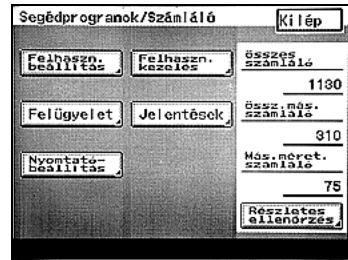 Segédprogramok/Számláló
Kilép
Felhaszn.
beállítás
Felhaszn.
kezelés
összes
számláló
1130
Felügyelet
Jelentések
össz.más.
számláló
310
Nyomtató-
beállítás
Más.méret.
számláló
75
Részletes
ellenőrzés